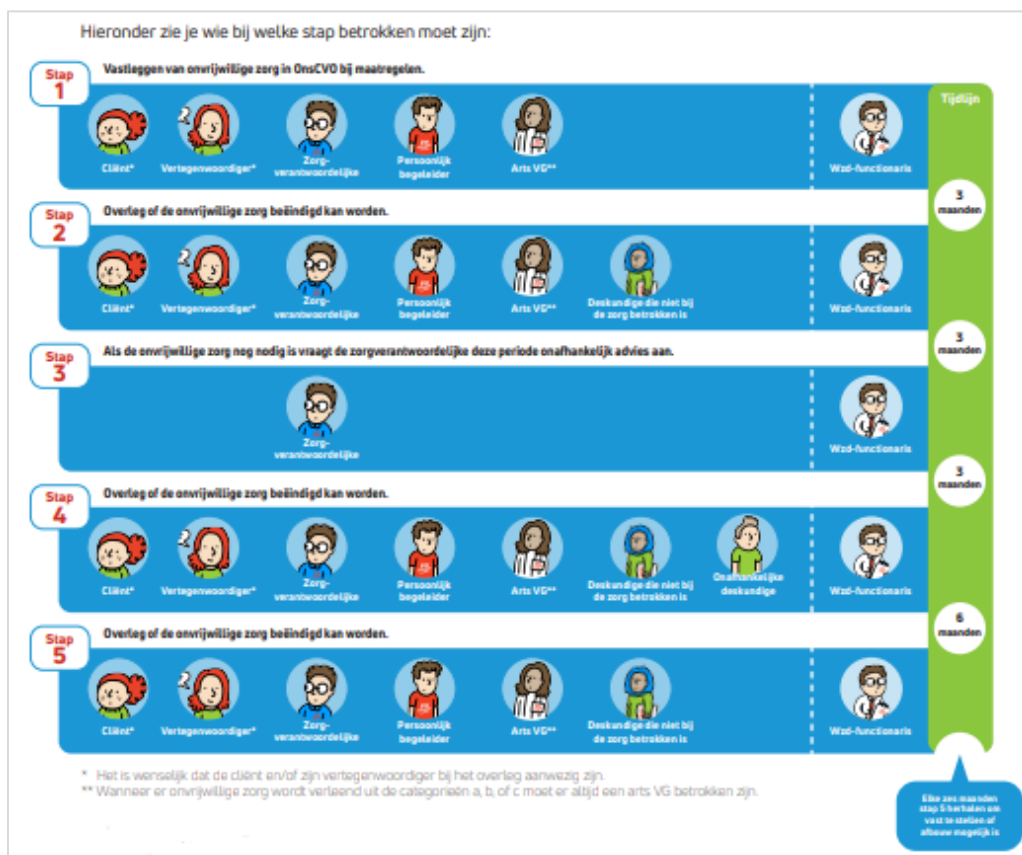 Hieronder zie je wie bij welke stap betrokken moet zijn:
Stap
1
Vastleggen van onvrijwillige zorg in OnsCVO bij maatregelen.
Cliënt*
Vertegenwoordiger*
Zorg-
verantwoordelijke
Persoonlijk
begeleider
Arts VG**
Wzd-functionaris
Tijdlijn
3
maanden
Stap
2
Overleg of de onvrijwillige zorg beëindigd kan worden.
Cliënt*
Vertegenwoordiger*
Zorg-
verantwoordelijke
Persoonlijk
begeleider
Arts VG**
Deskundige die niet bij
de zorg betrokken is
Wzd-functionaris
3
maanden
Stap
3
Als de onvrijwillige zorg nog nodig is vraagt de zorgverantwoordelijke deze periode onafhankelijk advies aan.
Zorg-
verantwoordelijke
Wzd-functionaris
3
maanden
Stap
4
Overleg of de onvrijwillige zorg beëindigd kan worden.
Cliënt*
Vertegenwoordiger*
Zorg-
verantwoordelijke
Persoonlijk
begeleider
Arts VG**
Deskundige die niet bij
de zorg betrokken is
Onafhankelijke
deskundige
Wzd-functionaris
6
maanden
Stap
5
Overleg of de onvrijwillige zorg beëindigd kan worden.
Cliënt*
Vertegenwoordiger*
Zorg-
verantwoordelijke
Persoonlijk
begeleider
Arts VG**
Deskundige die niet bij
de zorg betrokken is
Wzd-functionaris
* Het is wenselijk dat de cliënt en/of zijn vertegenwoordiger bij het overleg aanwezig zijn.
** Wanneer er onvrijwillige zorg wordt verleend uit de categorieën a, b, of c moet er altijd een arts VG betrokken zijn.
Elke zes maanden
stap 5 herhalen om
vast te stellen of
afbouw mogelijk is